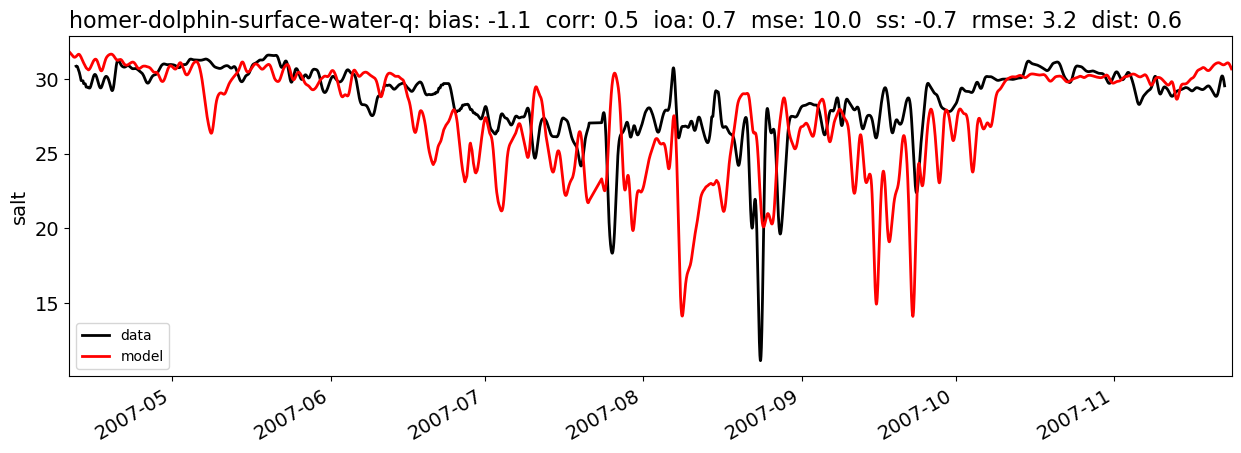 homer-dolphin-surface-water-q: bias: -1.1  corr: 0.5  ioa: 0.7  mse: 10.0  ss: -0.7  rmse: 3.2  dist: 0.6
30
25
20
15
salt
data
model
2007-05
2007-06
2007-07
2007-08
2007-09
2007-10
2007-11